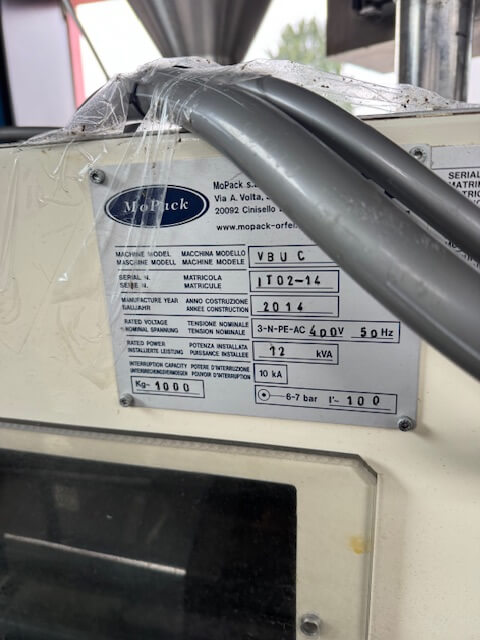 MoPack
MoPack s.
Via A. Volta,
20092 Cinisello
www.mopack-orfe
MACHINE MODEL MACCHINA MODELLO
MASCHINE MODELL MACHINE MODELE
VBU C
SERIAL N. MATRICOLA
SERIE N. MATRICULE
IT02-14
MANUFACTURE YEAR ANNO COSTRUZIONE
BAUJAHR ANNEE CONSTRUCTION
2014
RATED VOLTAGE TENSIONE NOMINALE
NOMINAL SPANNUNG TENSION NOMINALE
3-N-PE-AC 400V 50Hz
RATED POWER POTENZA INSTALLATA
INSTALLIERTE LEISTUNG PUISSANCE INSTALLEE
12 kVA
INTERRUPTION CAPACITY POTERE D'INTERRUZIONE
UNTERBRECHUNGSVERMOEGEN POUVOIR D'INTERRUPTION
10 kA
Kg- 1000
6-7 bar l'- 100
SERIAL